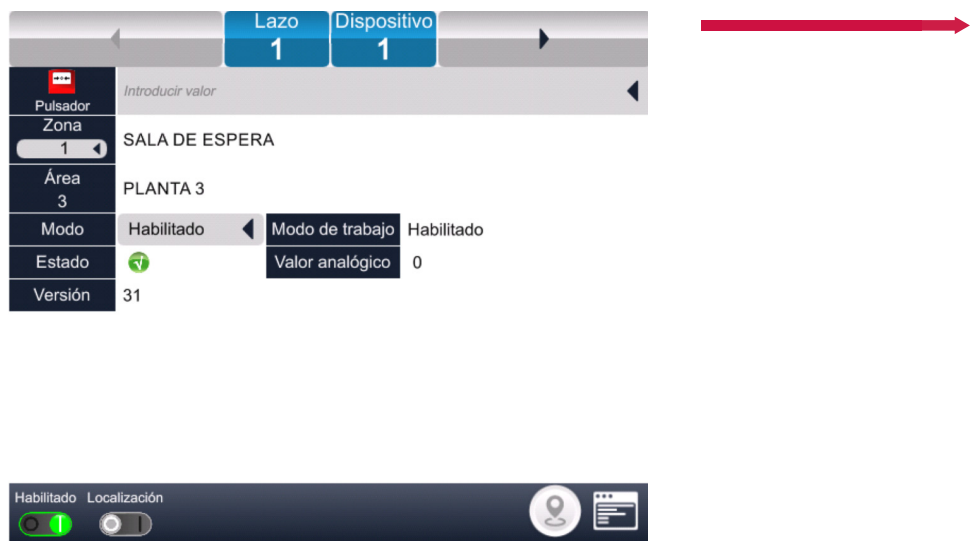 Lazo Dispositivo
1 1
Pulsador Introducir valor
Zona
1 SALA DE ESPERA
Área
3 PLANTA 3
Modo Habilitado Modo de trabajo Habilitado
Estado Valor analógico 0
Versión 31
Habilitado Localización